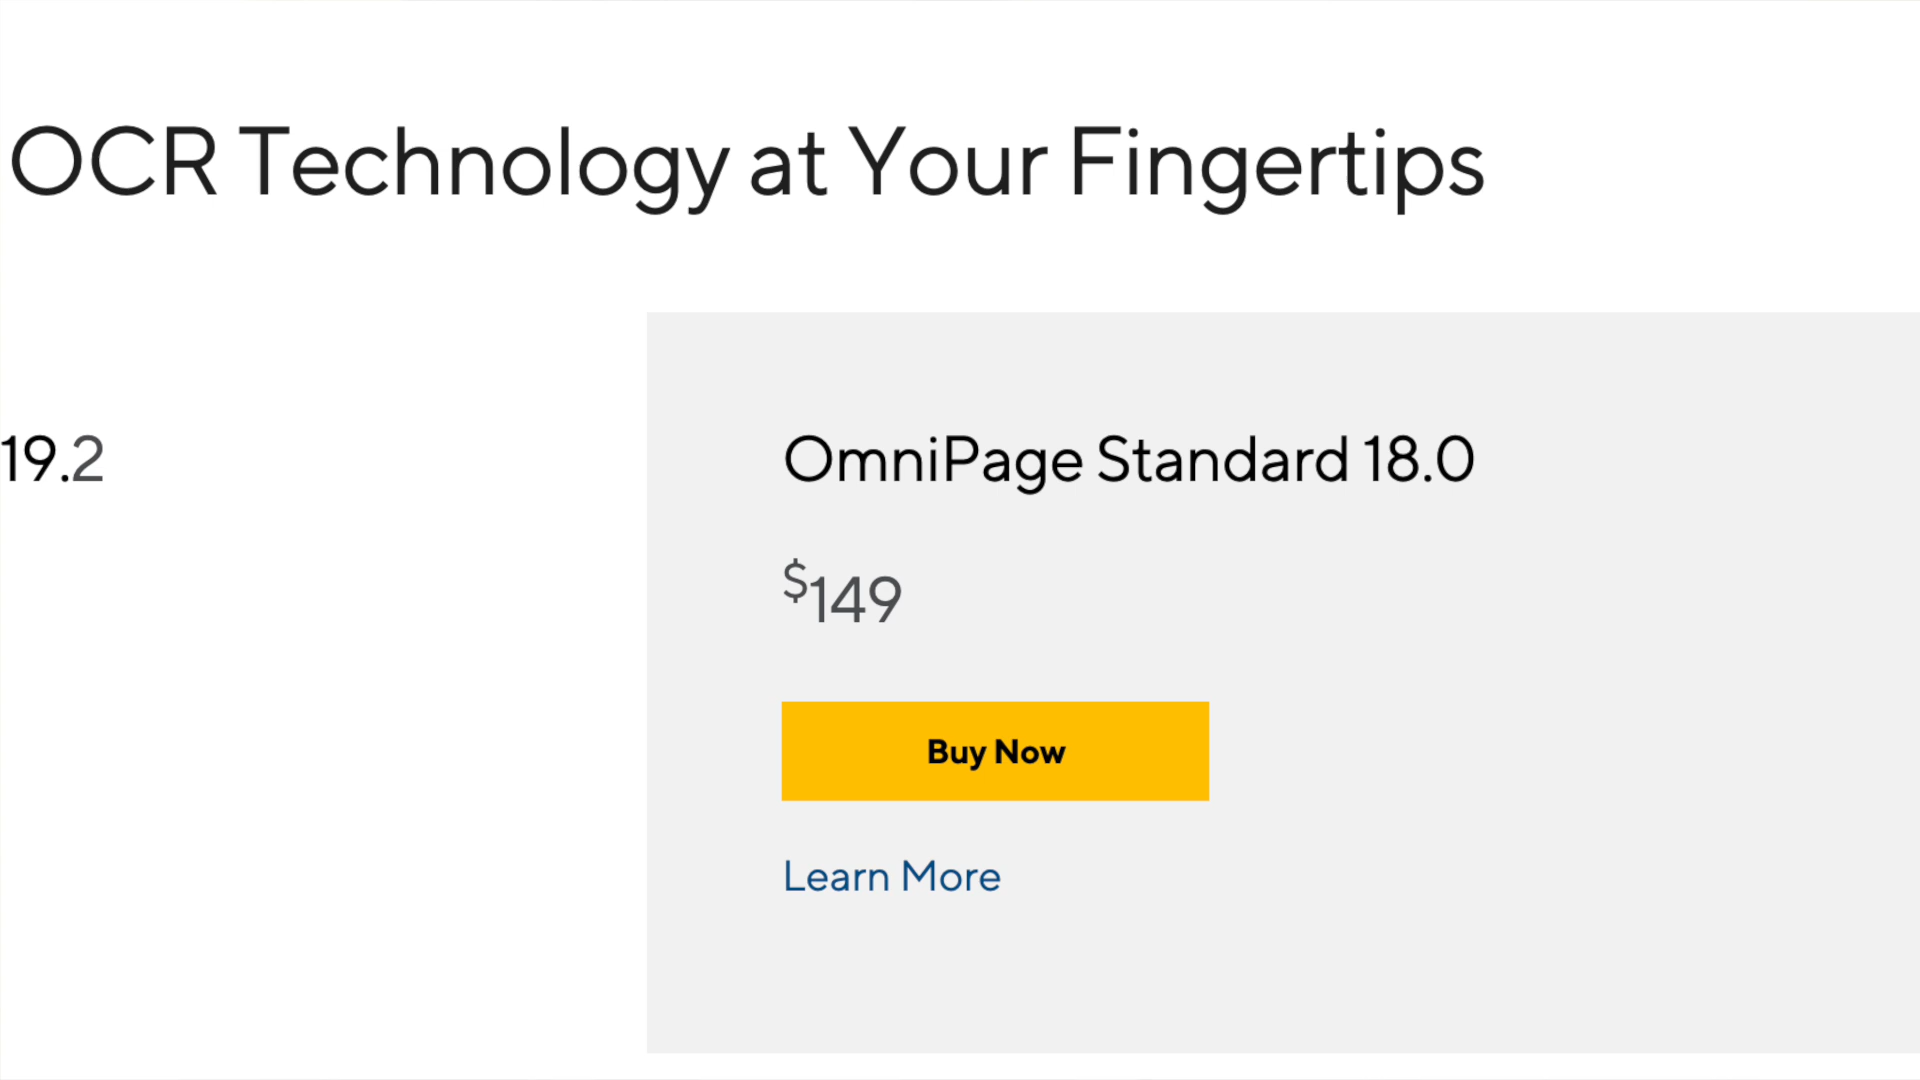 OCR Technology at Your Fingertips
19.2
OmniPage Standard 18.0
$149
Buy Now
Learn More